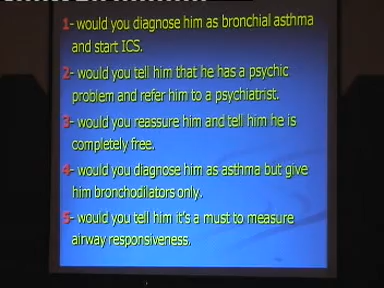 1- would you diagnose him as bronchial asthma
and start ICS.
2- would you tell him that he has a psychic
problem and refer him to a psychiatrist.
3- would you reassure him and tell him he is
completely free.
4- would you diagnose him as asthma but give
him bronchodilators only.
5- would you tell him it's a must to measure
airway responsiveness.